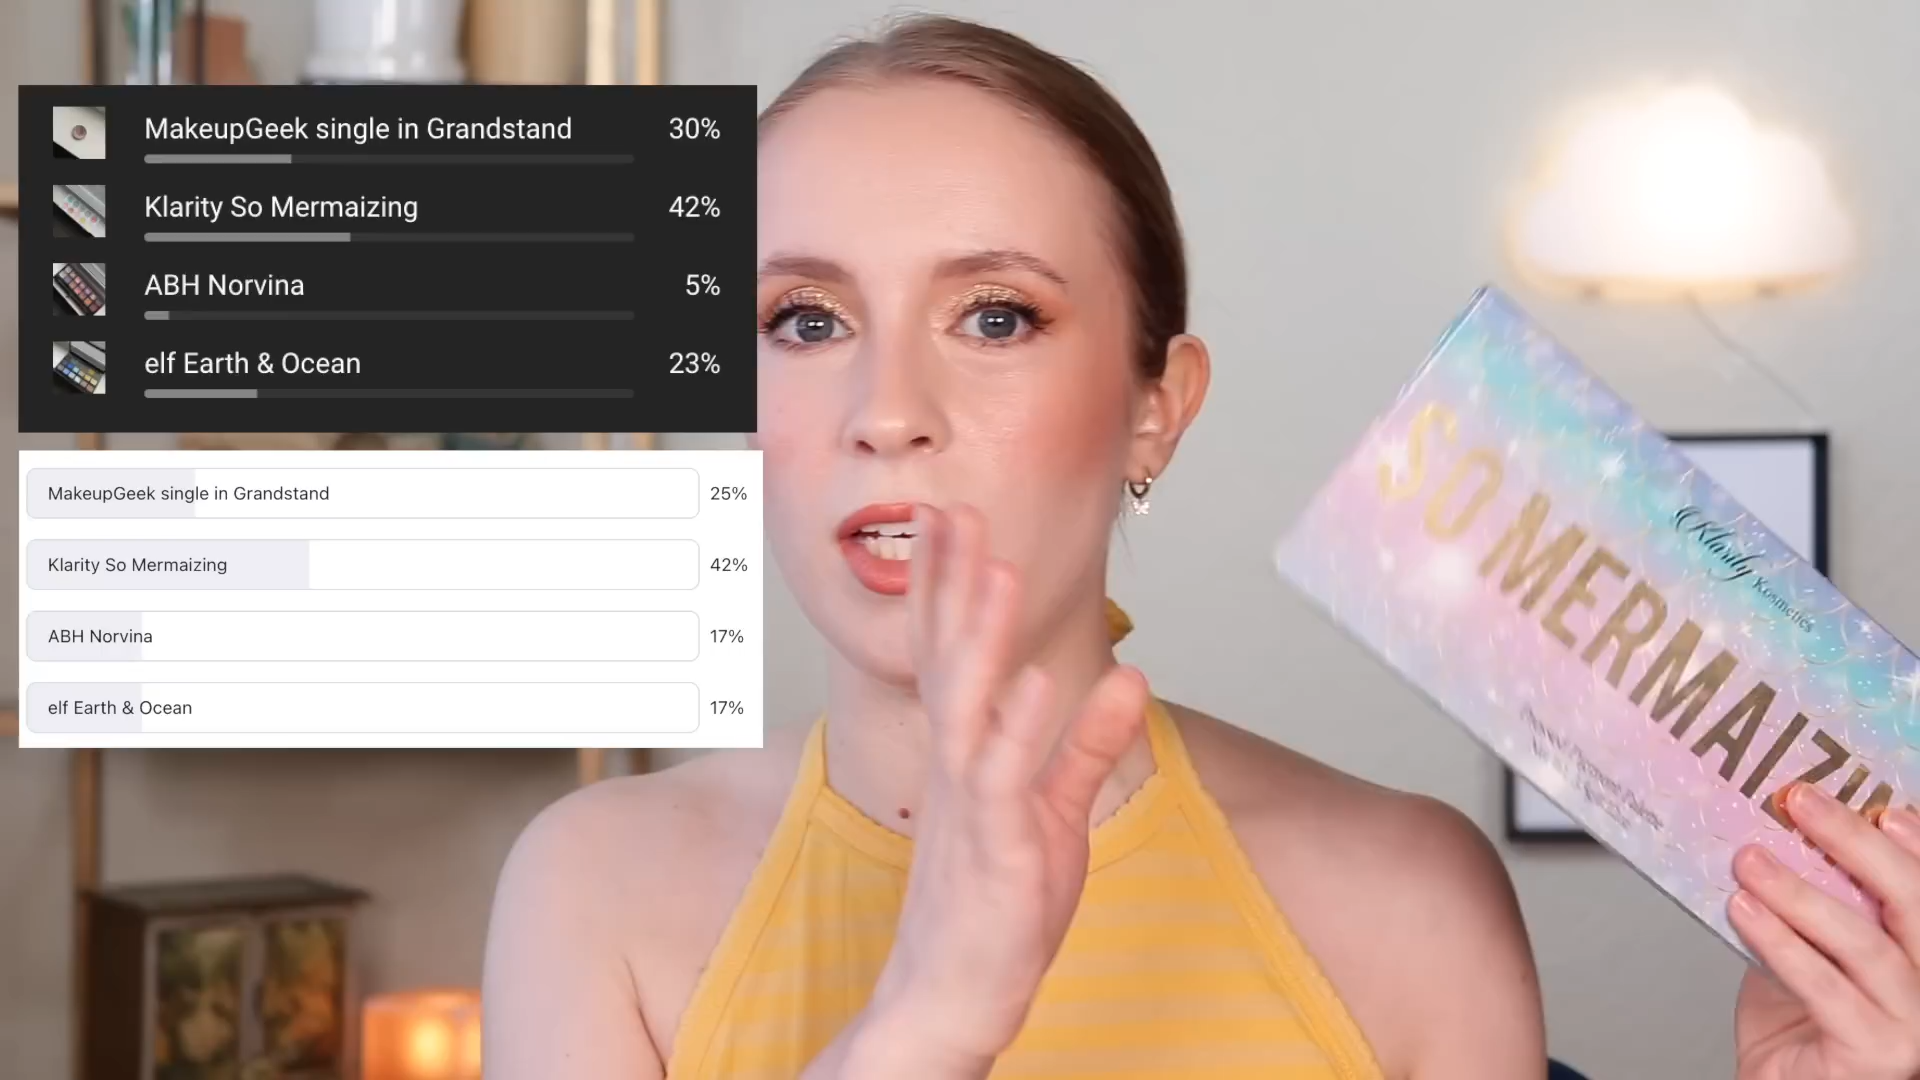 MakeupGeek single in Grandstand 30%
Klarity So Mermaizing 42%
ABH Norvina 5%
elf Earth & Ocean 23%
MakeupGeek single in Grandstand 25%
Klarity So Mermaizing 42%
ABH Norvina 17%
elf Earth & Ocean 17%
Klarity Kosmetics
SO MERMAIZIN